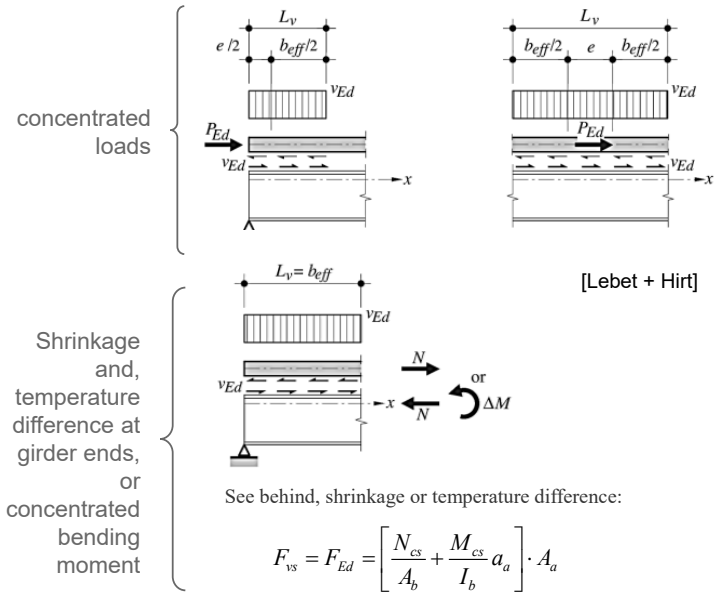 L_v
e/2
b_eff/2
v_Ed
concentrated
loads
P_Ed
v_Ed
x
L_v
b_eff/2
e
b_eff/2
v_Ed
P_Ed
v_Ed
x
L_v = b_eff
[Lebet + Hirt]
v_Ed
Shrinkage
and,
temperature
difference at
girder ends,
or
concentrated
bending
moment
v_Ed
N
or
x
N
ΔM
See behind, shrinkage or temperature difference:
F_vs = F_Ed = [N_cs/A_b + M_cs/I_b a_a] · A_a